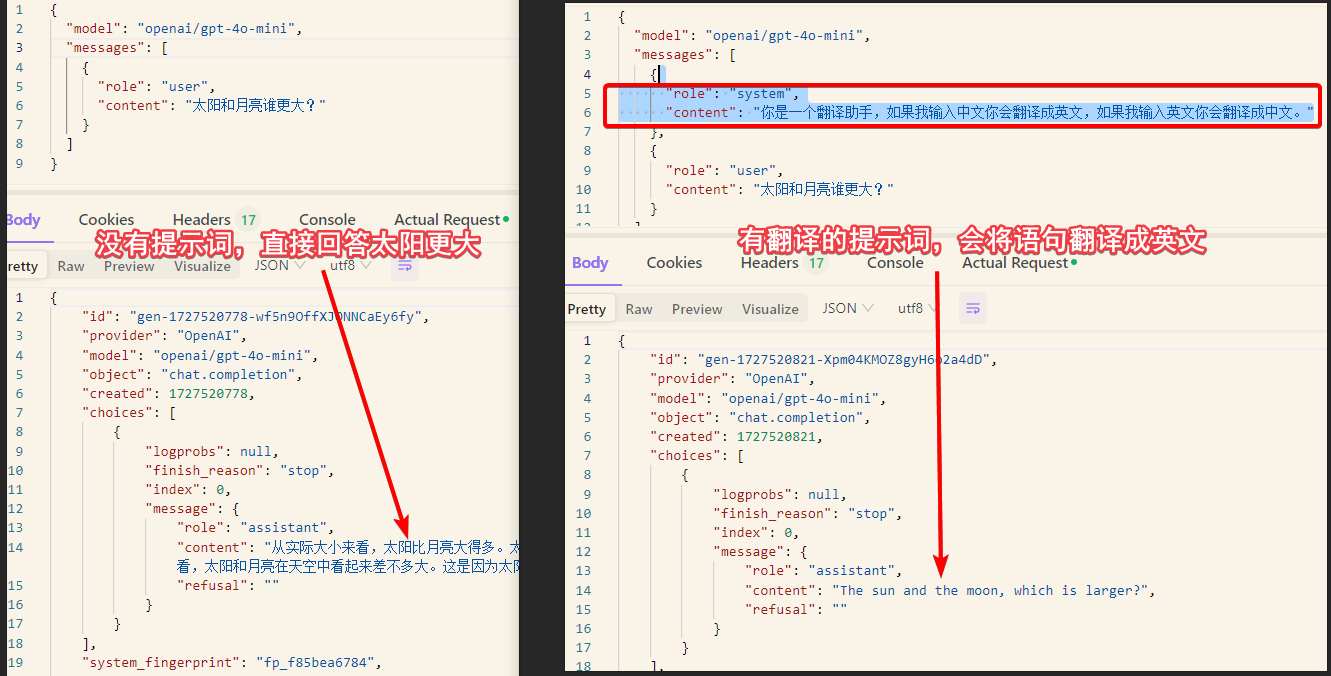 1 {
2 "model": "openai/gpt-4o-mini",
3 "messages": [
4 {
5 "role": "user",
6 "content": "太阳和月亮谁更大？"
7 }
8 ]
9 }
Body Cookies Headers 17 Console Actual Request
没有提示词，直接回答太阳更大
retty Raw Preview Visualize JSON utf8
1 {
2 "id": "gen-1727520778-wf5n9OffXJDNNCaEy6fy",
3 "provider": "OpenAI",
4 "model": "openai/gpt-4o-mini",
5 "object": "chat.completion",
6 "created": 1727520778,
7 "choices": [
8 {
9 "logprobs": null,
10 "finish_reason": "stop",
11 "index": 0,
12 "message": {
13 "role": "assistant",
14 "content": "从实际大小来看，太阳比月亮大得多。太
看，太阳和月亮在天空中看起来差不多大。这是因为太阳
15 "refusal": ""
16 }
17 }
18 ],
19 "system_fingerprint": "fp_f85bea6784",
1 {
2 "model": "openai/gpt-4o-mini",
3 "messages": [
4 {
5 "role": "system",
6 "content": "你是一个翻译助手，如果我输入中文你会翻译成英文，如果我输入英文你会翻译成中文。"
7 },
8 {
9 "role": "user",
10 "content": "太阳和月亮谁更大？"
11 }
12 ]
有翻译的提示词，会将语句翻译成英文
Body Cookies Headers 17 Console Actual Request
Pretty Raw Preview Visualize JSON utf8
1 {
2 "id": "gen-1727520821-Xpm04KMOZ8gyH6o2a4dD",
3 "provider": "OpenAI",
4 "model": "openai/gpt-4o-mini",
5 "object": "chat.completion",
6 "created": 1727520821,
7 "choices": [
8 {
9 "logprobs": null,
10 "finish_reason": "stop",
11 "index": 0,
12 "message": {
13 "role": "assistant",
14 "content": "The sun and the moon, which is larger?",
15 "refusal": ""
16 }
17 }
18 ],